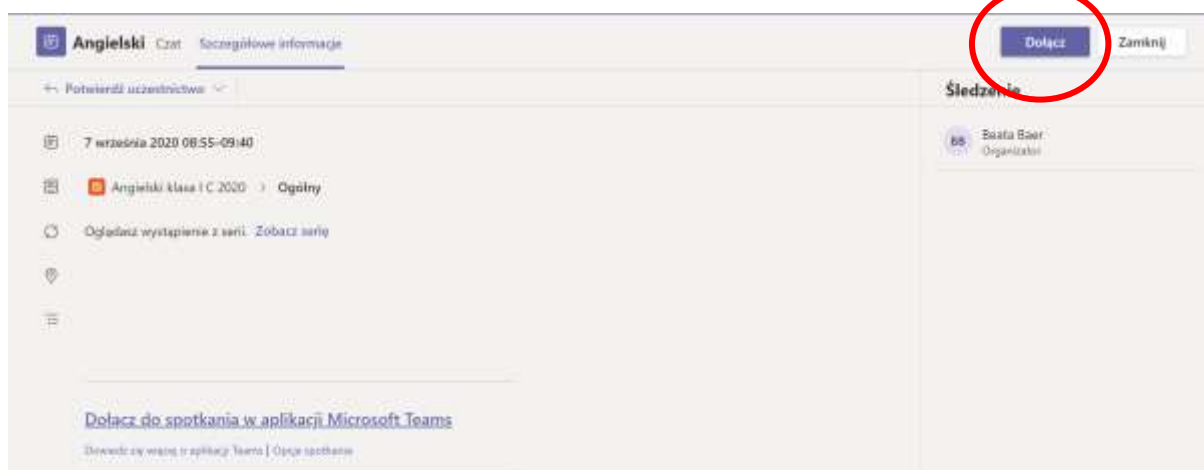 Angielski Czat Szczegółowe informacje Dołącz Zamknij
Potwierdź uczestnictwo Śledzenie
7 września 2020 08:55-09:40
BB Beata Baer
Organizator
Angielski klasa I C 2020 > Ogólny
Oglądasz wystąpienie z serii. Zobacz serię
Dołącz do spotkania w aplikacji Microsoft Teams
Dowiedz się więcej o aplikacji Teams | Opcje spotkania